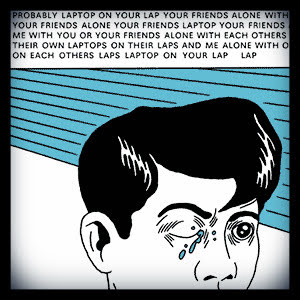 PROBABLY LAPTOP ON YOUR LAP YOUR FRIENDS ALONE WITH
YOUR FRIENDS ALONE YOUR FRIENDS LAPTOP YOUR FRIENDS
ME WITH YOU OR YOUR FRIENDS ALONE WITH EACH OTHERS
THEIR OWN LAPTOPS ON THEIR LAPS AND ME ALONE WITH O
ON EACH OTHERS LAPS LAPTOP ON YOUR LAP LAP